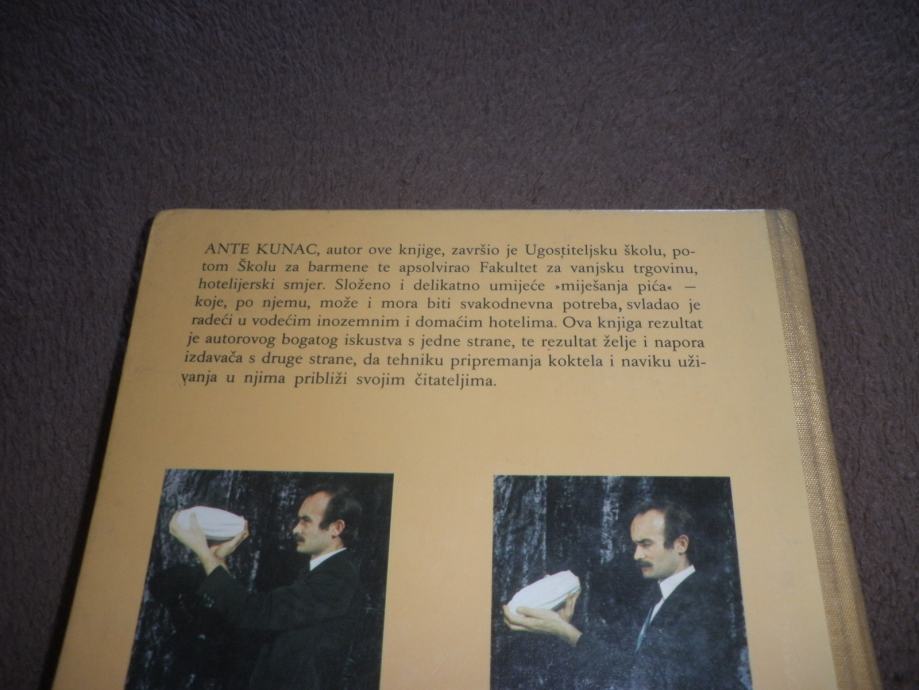 ANTE KUNAC, autor ove knjige, završio je Ugostiteljsku školu, po-
tom Školu za barmene te apsolvirao Fakultet za vanjsku trgovinu,
hotelijerski smjer. Složeno i delikatno umijeće »miješanja pića« —
koje, po njemu, može i mora biti svakodnevna potreba, svladao je
radeći u vodećim inozemnim i domaćim hotelima. Ova knjiga rezultat
je autorovog bogatog iskustva s jedne strane, te rezultat želje i napora
izdavača s druge strane, da tehniku pripremanja koktela i naviku uži-
vanja u njima približi svojim čitateljima.